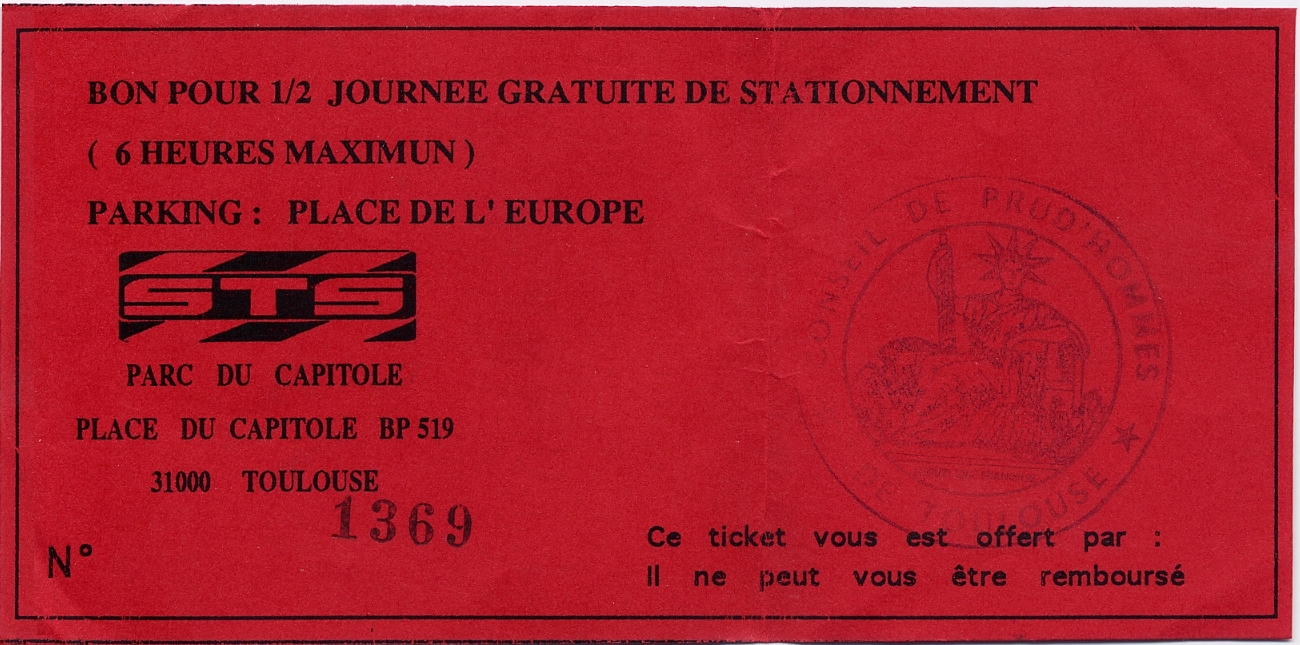 BON POUR 1/2 JOURNEE GRATUITE DE STATIONNEMENT
( 6 HEURES MAXIMUN )
PARKING : PLACE DE L' EUROPE
STS
PARC DU CAPITOLE
PLACE DU CAPITOLE BP 519
31000 TOULOUSE
1369
N°
CONSEIL DE PRUD'HOMMES
DE TOULOUSE ★
Ce ticket vous est offert par :
Il ne peut vous être remboursé